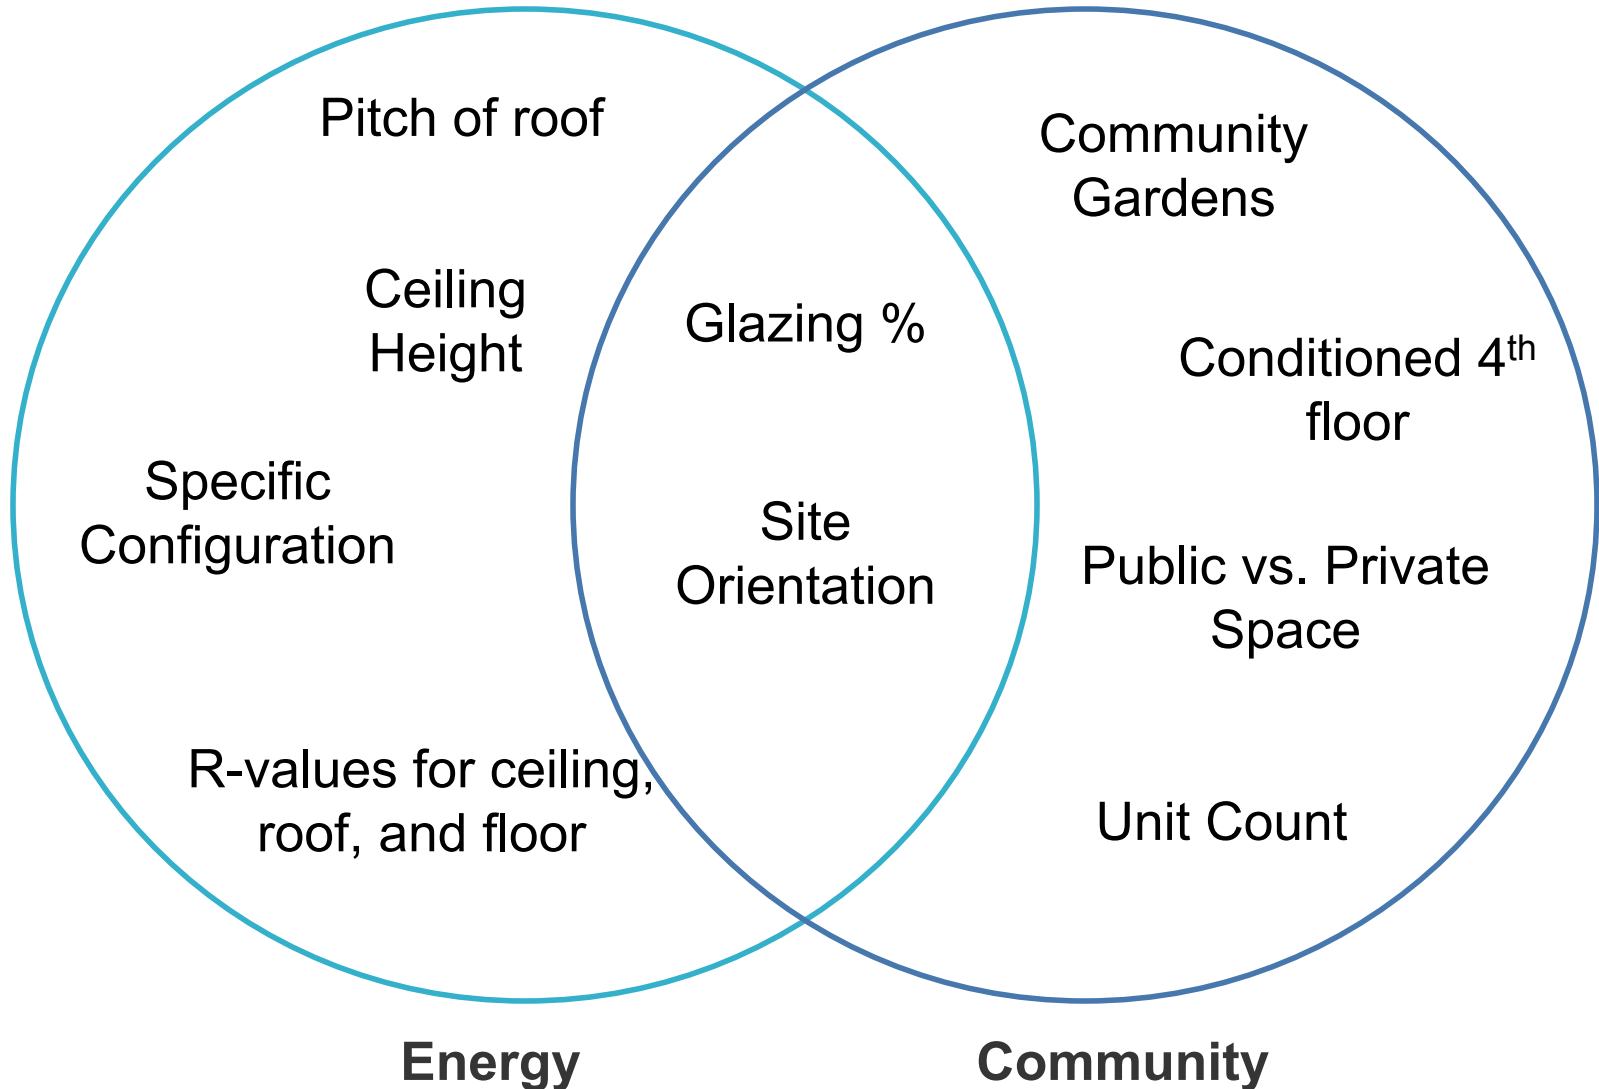 Pitch of roof
Ceiling
Height
Specific
Configuration
R-values for ceiling,
roof, and floor
Glazing %
Site
Orientation
Community
Gardens
Conditioned 4th
floor
Public vs. Private
Space
Unit Count
Energy
Community